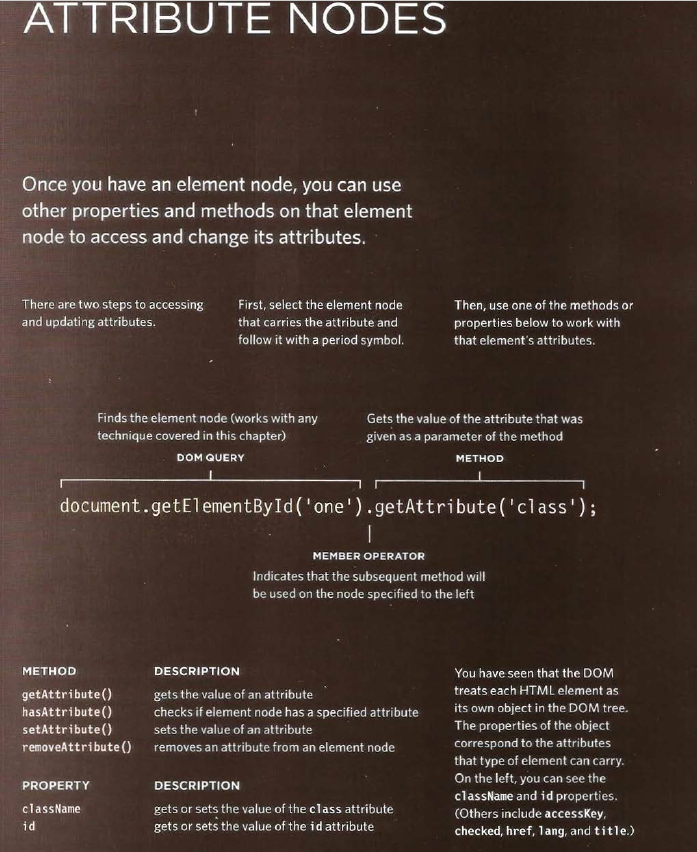 ATTRIBUTE NODES
Once you have an element node, you can use
other properties and methods on that element
node to access and change its attributes.
There are two steps to accessing
and updating attributes.
First, select the element node
that carries the attribute and
follow it with a period symbol.
Then, use one of the methods or
properties below to work with
that element's attributes.
Finds the element node (works with any
technique covered in this chapter)
DOM QUERY
Gets the value of the attribute that was
given as a parameter of the method
METHOD
document.getElementById('one').getAttribute('class');
MEMBER OPERATOR
Indicates that the subsequent method will
be used on the node specified to the left
METHOD DESCRIPTION
getAttribute() gets the value of an attribute
hasAttribute() checks if element node has a specified attribute
setAttribute() sets the value of an attribute
removeAttribute() removes an attribute from an element node
PROPERTY DESCRIPTION
className gets or sets the value of the class attribute
id gets or sets the value of the id attribute
You have seen that the DOM
treats each HTML element as
its own object in the DOM tree.
The properties of the object
correspond to the attributes
that type of element can carry.
On the left, you can see the
className and id properties.
(Others include accessKey,
checked, href, lang, and title.)